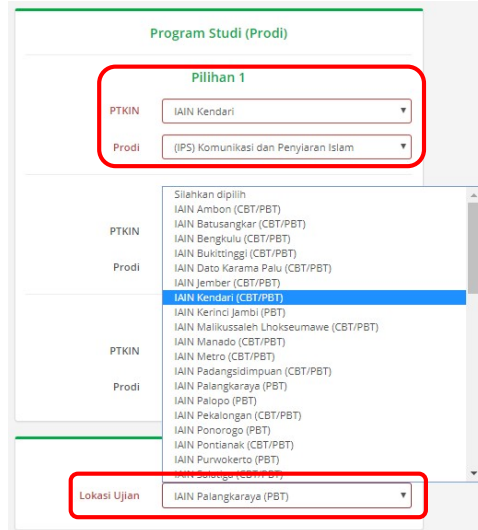 Program Studi (Prodi)
Pilihan 1
PTKIN IAIN Kendari
Prodi (IPS) Komunikasi dan Penyiaran Islam
Silahkan dipilih
IAIN Ambon (CBT/PBT)
IAIN Batusangkar (CBT/PBT)
IAIN Bengkulu (CBT/PBT)
IAIN Bukittinggi (CBT/PBT)
PTKIN
IAIN Dato Karama Palu (CBT/PBT)
Prodi
IAIN Jember (CBT/PBT)
IAIN Kendari (CBT/PBT)
IAIN Kerinci Jambi (PBT)
IAIN Malikussaleh Lhokseumawe (CBT/PBT)
IAIN Manado (CBT/PBT)
IAIN Metro (CBT/PBT)
PTKIN
IAIN Padangsidimpuan (CBT/PBT)
IAIN Palangkaraya (PBT)
Prodi
IAIN Palopo (PBT)
IAIN Pekalongan (CBT/PBT)
IAIN Ponorogo (PBT)
IAIN Pontianak (CBT/PBT)
IAIN Purwokerto (PBT)
IAIN Salatiga (CBT/PBT)
Lokasi Ujian IAIN Palangkaraya (PBT)